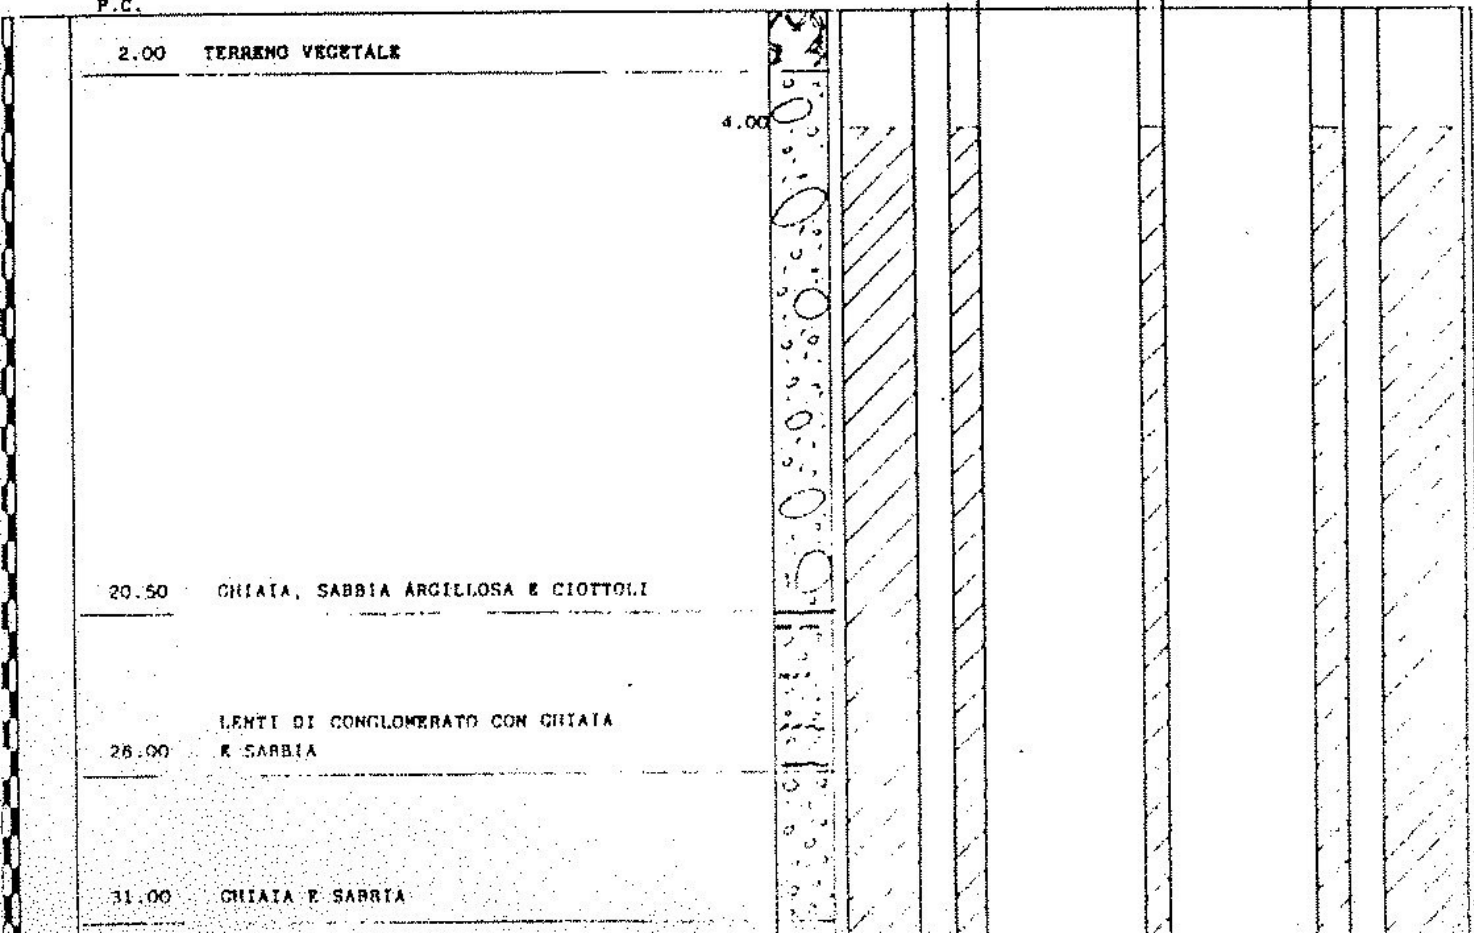 P.C.
2.00 TERRENO VEGETALE
4.00
20.50 GHIAIA, SABBIA ARGILLOSA E CIOTTOLI
LENTI DI CONGLOMERATO CON GHIAIA
26.00 E SABBIA
31.00 GHIAIA E SABBIA